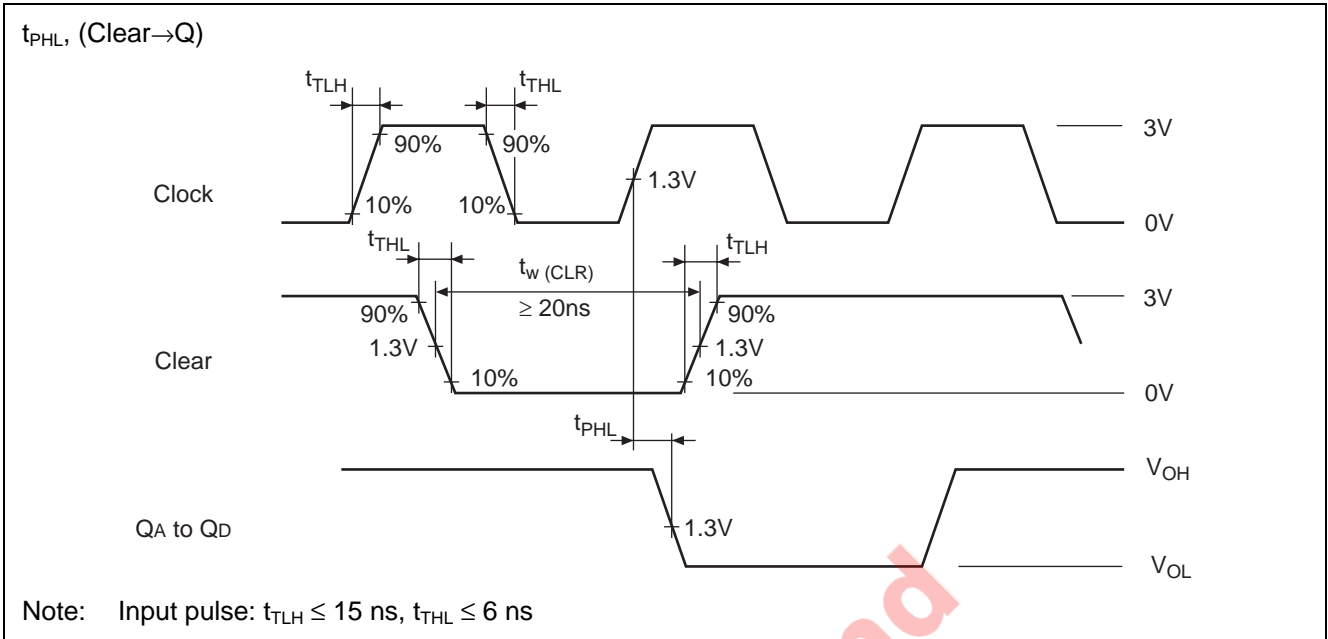 tPHL, (Clear→Q)
tTLH
tTHL
3V
90%
90%
1.3V
Clock
10%
10%
0V
tTHL
tw (CLR)
tTLH
≥ 20ns
3V
90%
90%
1.3V
1.3V
Clear
10%
10%
0V
tPHL
VOH
QA to QD
1.3V
VOL
Note: Input pulse: tTLH ≤ 15 ns, tTHL ≤ 6 ns